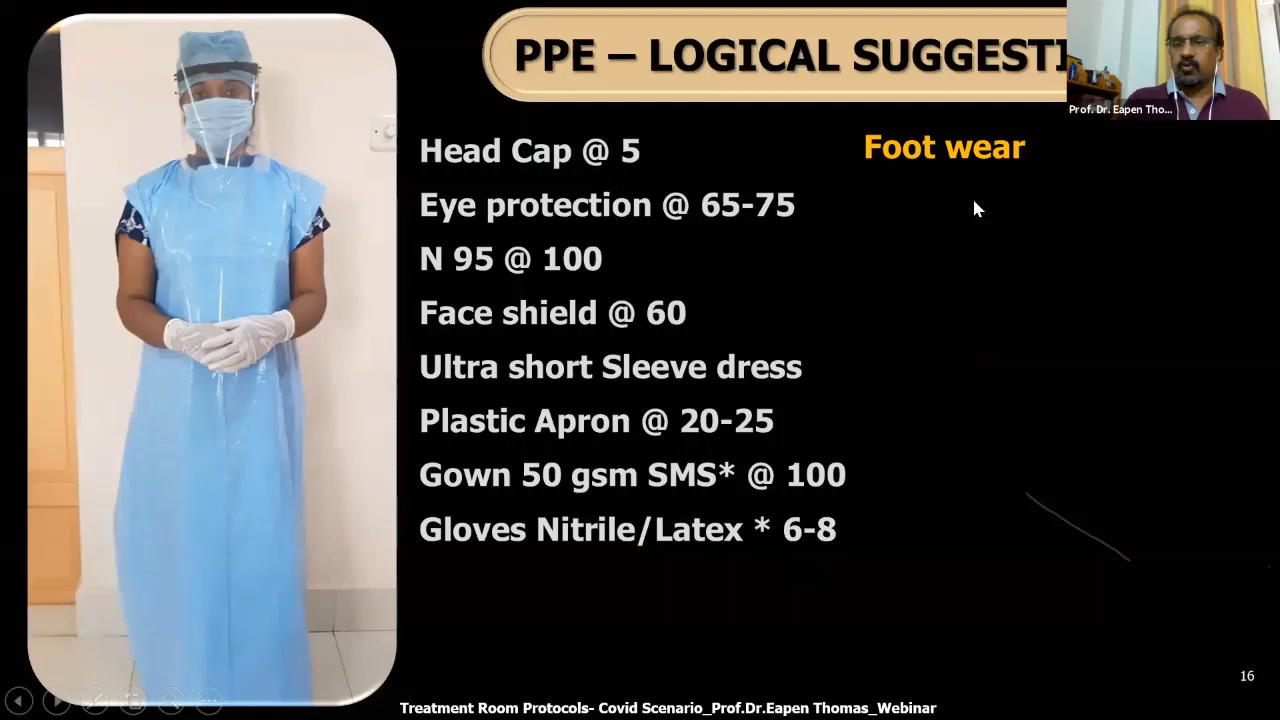 PPE – LOGICAL SUGGESTI
Prof. Dr. Eapen Tho...
Head Cap @ 5
Foot wear
Eye protection @ 65-75
N 95 @ 100
Face shield @ 60
Ultra short Sleeve dress
Plastic Apron @ 20-25
Gown 50 gsm SMS* @ 100
Gloves Nitrile/Latex * 6-8
16
Treatment Room Protocols- Covid Scenario_Prof.Dr.Eapen Thomas_Webinar